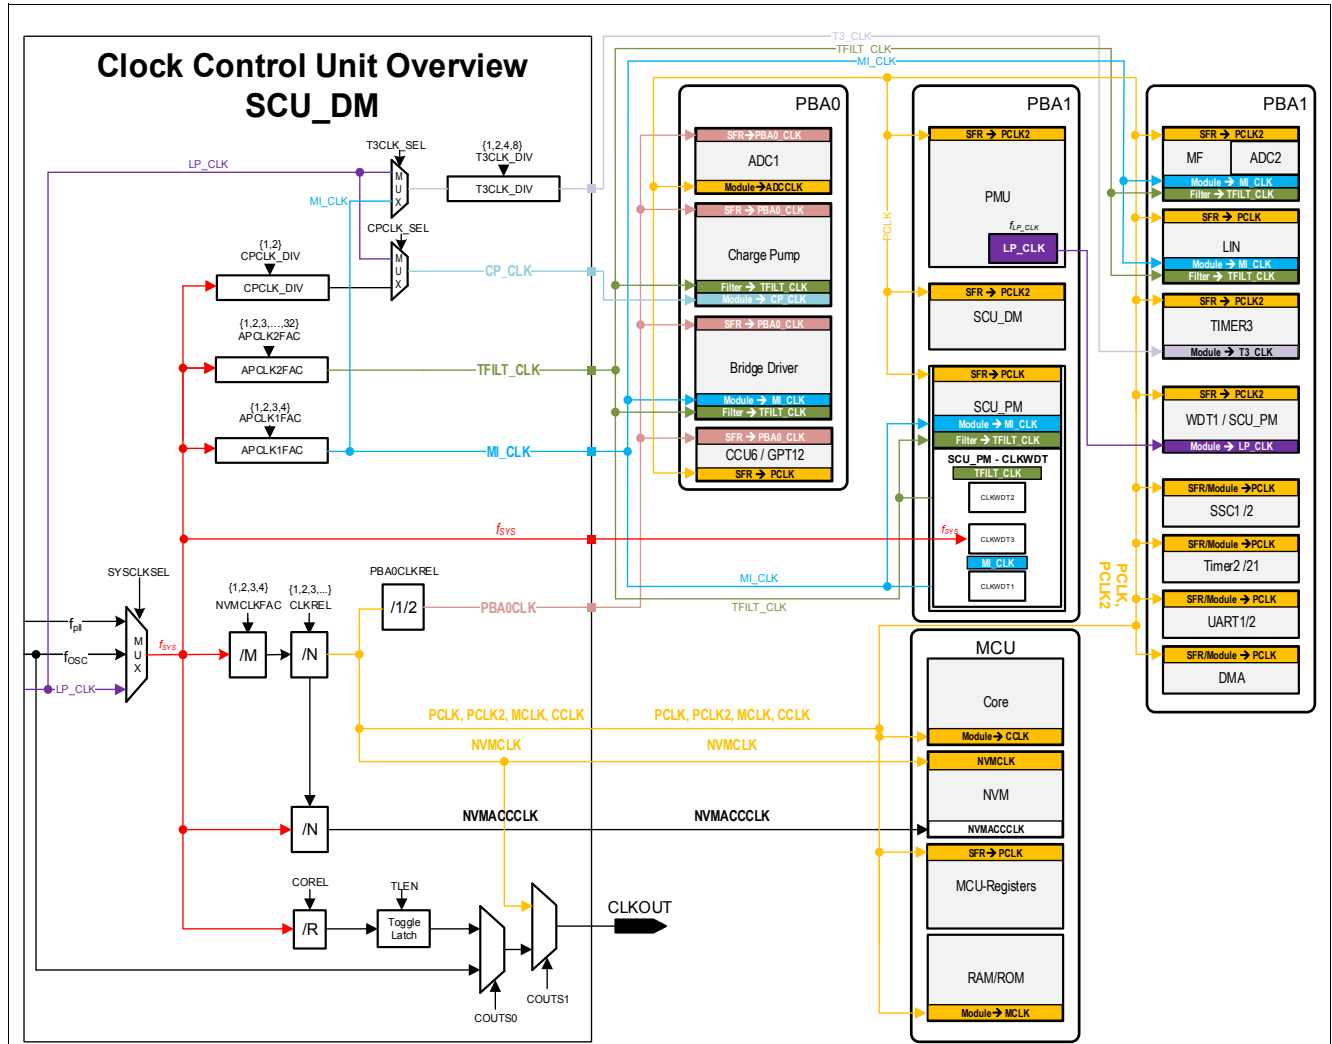 Clock Control Unit Overview
SCU_DM
T3_CLK
TFILT_CLK
MI_CLK
LP_CLK
MI_CLK
T3CLK_SEL
M
U
X
{1,2,4,8}
T3CLK_DIV
T3CLK_DIV
CPCLK_SEL
M
U
X
{1,2}
CPCLK_DIV
CPCLK_DIV
CP_CLK
{1,2,3,...,32}
APCLK2FAC
APCLK2FAC
TFILT_CLK
{1,2,3,4}
APCLK1FAC
APCLK1FAC
MI_CLK
fSYS
SYSCLKSEL
fpll
fOSC
LP_CLK
M
U
X
fSYS
{1,2,3,4}
NVMCLKFAC
/M
{1,2,3,...}
CLKREL
/N
PBA0CLKREL
/1/2
PBA0CLK
MI_CLK
TFILT_CLK
PCLK, PCLK2, MCLK, CCLK
PCLK, PCLK2, MCLK, CCLK
NVMCLK
NVMCLK
/N
NVMACCCLK
NVMACCCLK
COREL
/R
TLEN
Toggle
Latch
COUTS0
COUTS1
CLKOUT
PBA0
SFR→PBA0_CLK
ADC1
Module→ADCCLK
SFR→PBA0_CLK
Charge Pump
Filter→TFILT_CLK
Module→CP_CLK
SFR→PBA0_CLK
Bridge Driver
Module→MI_CLK
Filter→TFILT_CLK
SFR→PBA0_CLK
CCU6 / GPT12
SFR→PCLK
PCLK
PBA1
SFR→PCLK2
PMU
fLP_CLK
LP_CLK
SFR→PCLK2
SCU_DM
SFR→PCLK
SCU_PM
Module→MI_CLK
Filter→TFILT_CLK
SCU_PM - CLKWDT
TFILT_CLK
CLKWDT2
fSYS
CLKWDT3
MI_CLK
CLKWDT1
MCU
Core
Module→CCLK
NVMCLK
NVM
NVMACCCLK
SFR→PCLK
MCU-Registers
RAM/ROM
Module→MCLK
PCLK,
PCLK2
PBA1
SFR→PCLK2
MF
ADC2
Module→MI_CLK
Filter→TFILT_CLK
SFR→PCLK
LIN
Module→MI_CLK
Filter→TFILT_CLK
SFR→PCLK2
TIMER3
Module→T3_CLK
SFR→PCLK2
WDT1 / SCU_PM
Module→LP_CLK
SFR/Module→PCLK
SSC1 /2
SFR/Module→PCLK
Timer2 /21
SFR/Module→PCLK
UART1/2
SFR/Module→PCLK
DMA